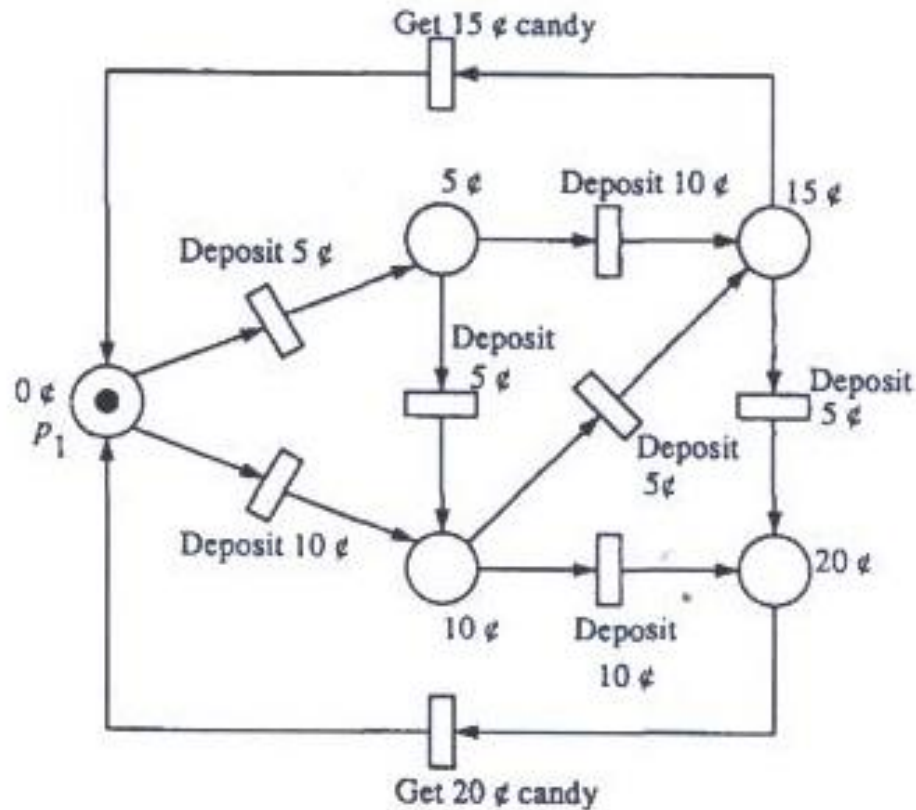 Get 15 ¢ candy
5 ¢
Deposit 10 ¢
15 ¢
Deposit 5 ¢
Deposit
5 ¢
0 ¢
p1
Deposit
5 ¢
Deposit
5¢
Deposit 10 ¢
20 ¢
10 ¢
Deposit
10 ¢
Get 20 ¢ candy